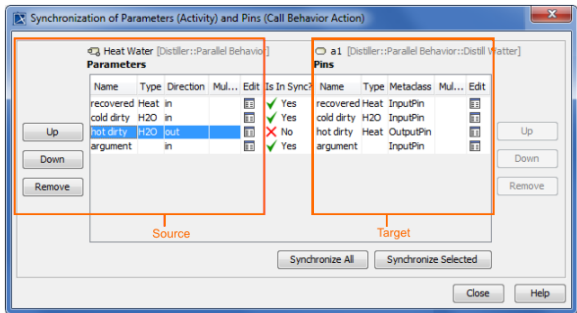 Synchronization of Parameters (Activity) and Pins (Call Behavior Action)
Heat Water [Distiller::Parallel Behavior]
a1 [Distiller::Parallel Behavior::Distill Watter]
Parameters
Pins
Name Type Direction Mul... Edit Is In Sync? Name Type Metaclass Mul... Edit
recovered Heat in Yes recovered Heat InputPin
cold dirty H2O in Yes cold dirty H2O InputPin
hot dirty H2O out No hot dirty Heat OutputPin
argument in Yes argument InputPin
Up
Down
Remove
Up
Down
Remove
Source
Target
Synchronize All Synchronize Selected
Close Help